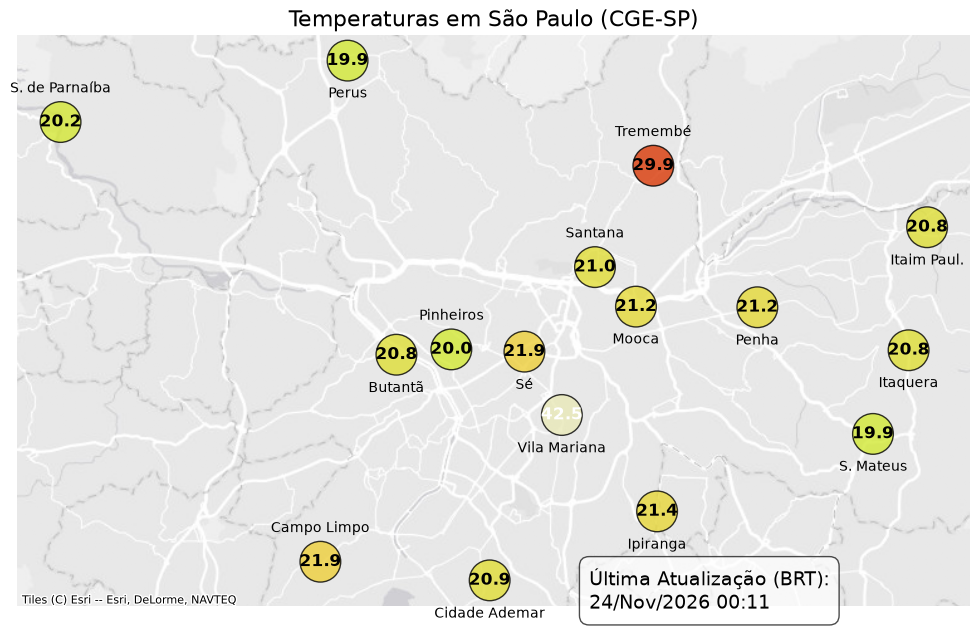 Temperaturas em São Paulo (CGE-SP)
19.9
Perus
S. de Parnaíba
20.2
Tremembé
29.9
20.8
Itaim Paul.
Santana
21.0
21.2
Mooca
21.2
Penha
Pinheiros
20.0
20.8
Butantã
21.9
Sé
20.8
Itaquera
42.5
Vila Mariana
19.9
S. Mateus
21.4
Ipiranga
Campo Limpo
21.9
20.9
Cidade Ademar
Última Atualização (BRT):
24/Nov/2026 00:11
Tiles (C) Esri -- Esri, DeLorme, NAVTEQ